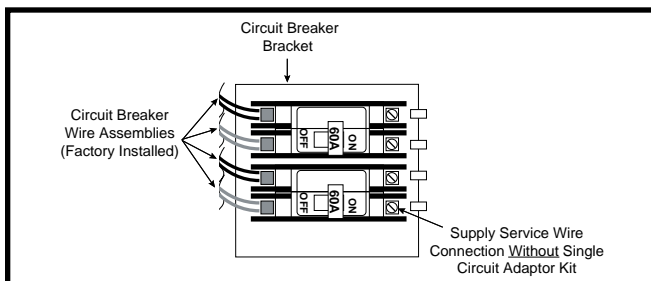 Circuit Breaker
Bracket
Circuit Breaker
Wire Assemblies
(Factory Installed)
OFF
60A
ON
OFF
60A
ON
Supply Service Wire
Connection Without Single
Circuit Adaptor Kit